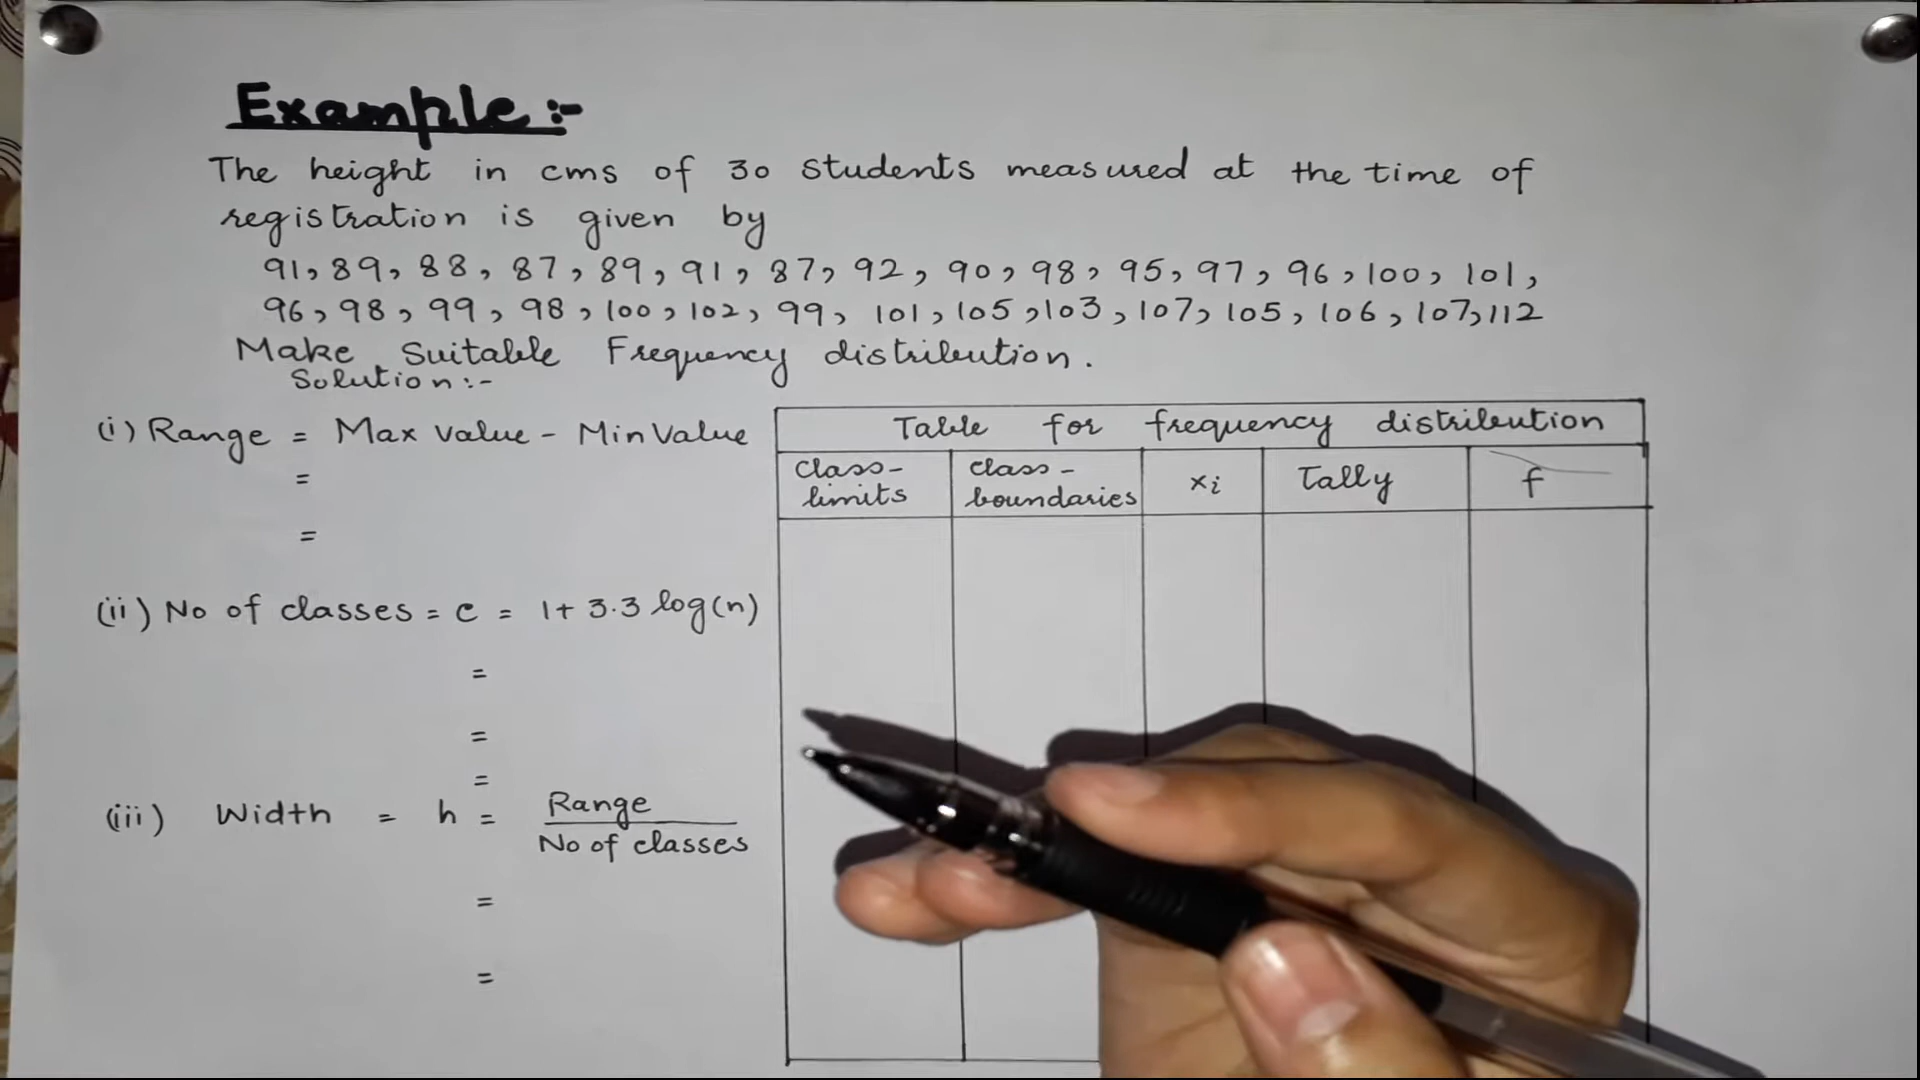 Example:-
The height in cms of 30 students measured at the time of
registration is given by
91, 89, 88, 87, 89, 91, 87, 92, 90, 98, 95, 97, 96, 100, 101,
96, 98, 99, 98, 100, 102, 99, 101, 105, 103, 107, 105, 106, 107, 112
Make Suitable Frequency distribution.
Solution:-
(i) Range = Max value - Min Value
=
=
(ii) No of classes = c = 1+ 3.3 log(n)
=
=
=
(iii) Width = h = Range
No of classes
=
=
Table for frequency distribution
class-
limits
class-
boundaries
xi
Tally
f